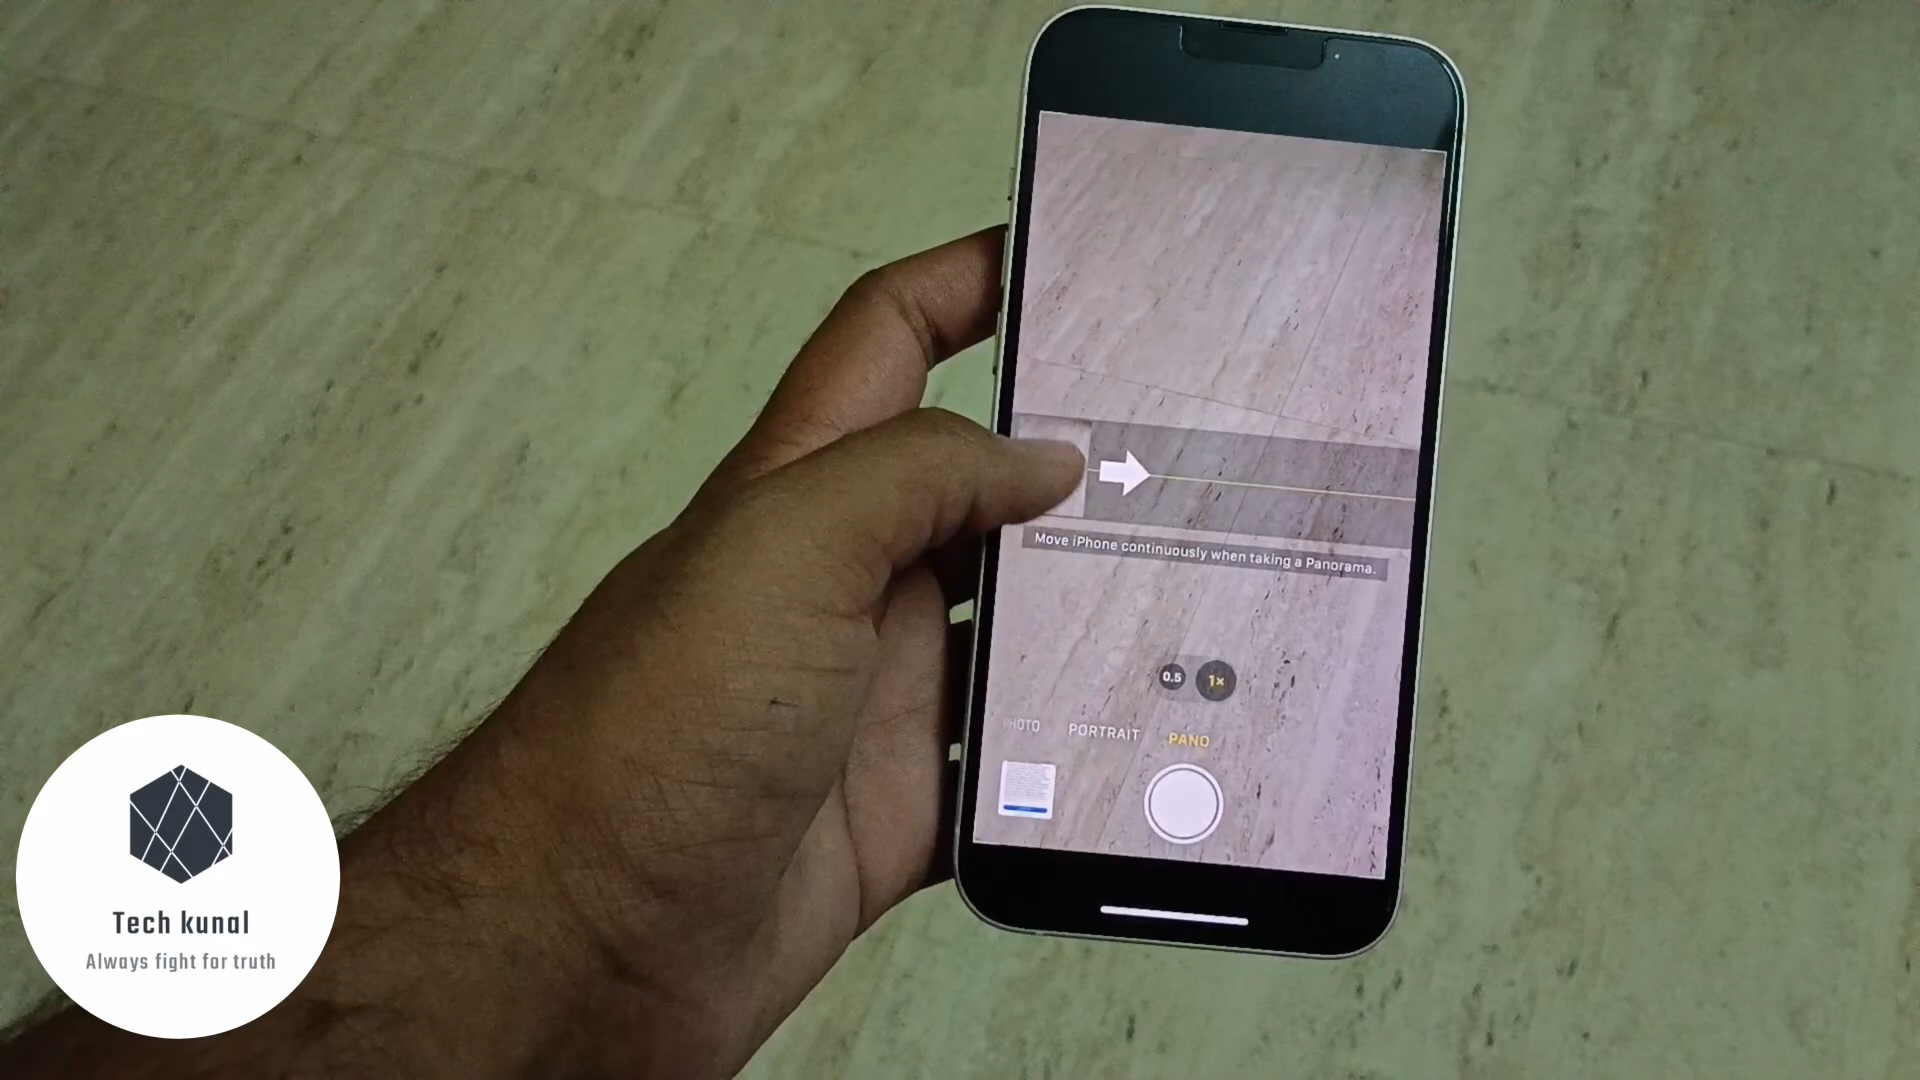 Move iPhone continuously when taking a Panorama.
0.5 1×
PHOTO PORTRAIT PANO
Tech kunal
Always fight for truth